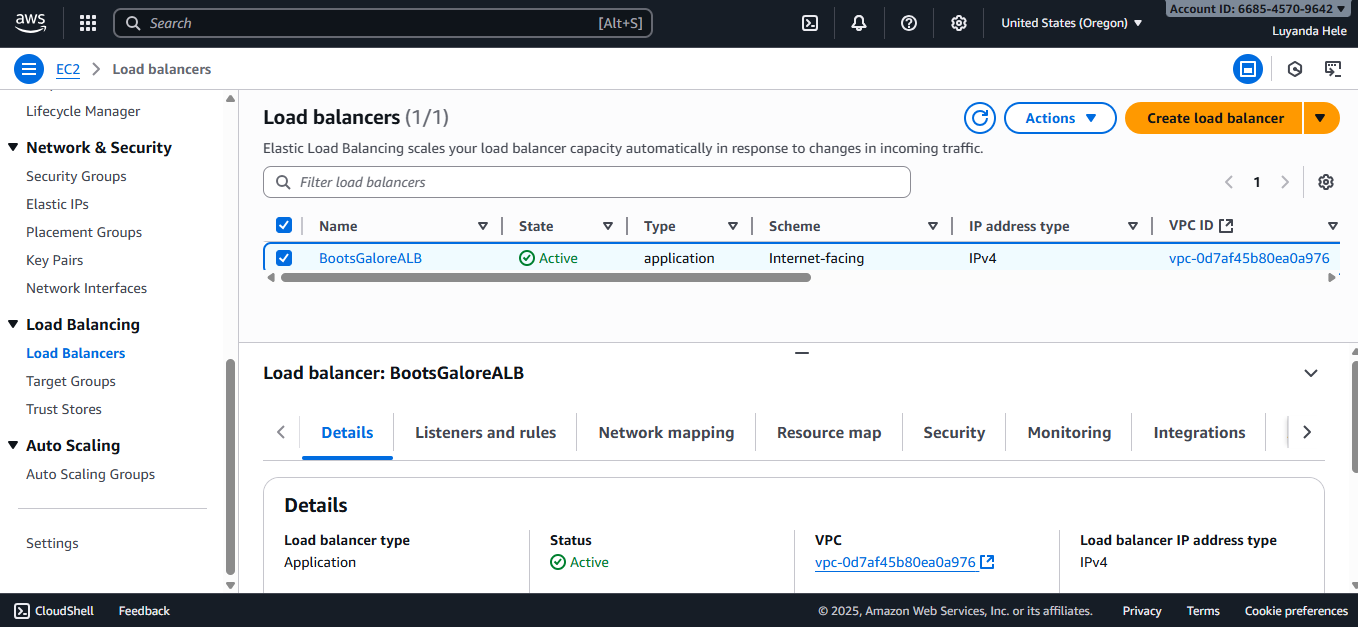 aws
Search [Alt+S]
United States (Oregon)
Account ID: 6685-4570-9642
Luyanda Hele
EC2 Load balancers
Lifecycle Manager
Network & Security
Security Groups
Elastic IPs
Placement Groups
Key Pairs
Network Interfaces
Load Balancing
Load Balancers
Target Groups
Trust Stores
Auto Scaling
Auto Scaling Groups
Settings
Load balancers (1/1)
Actions
Create load balancer
Elastic Load Balancing scales your load balancer capacity automatically in response to changes in incoming traffic.
Filter load balancers
1
Name State Type Scheme IP address type VPC ID
BootsGaloreALB Active application Internet-facing IPv4 vpc-0d7af45b80ea0a976
Load balancer: BootsGaloreALB
Details Listeners and rules Network mapping Resource map Security Monitoring Integrations
Details
Load balancer type Status VPC Load balancer IP address type
Application Active vpc-0d7af45b80ea0a976 IPv4
CloudShell Feedback © 2025, Amazon Web Services, Inc. or its affiliates. Privacy Terms Cookie preferences